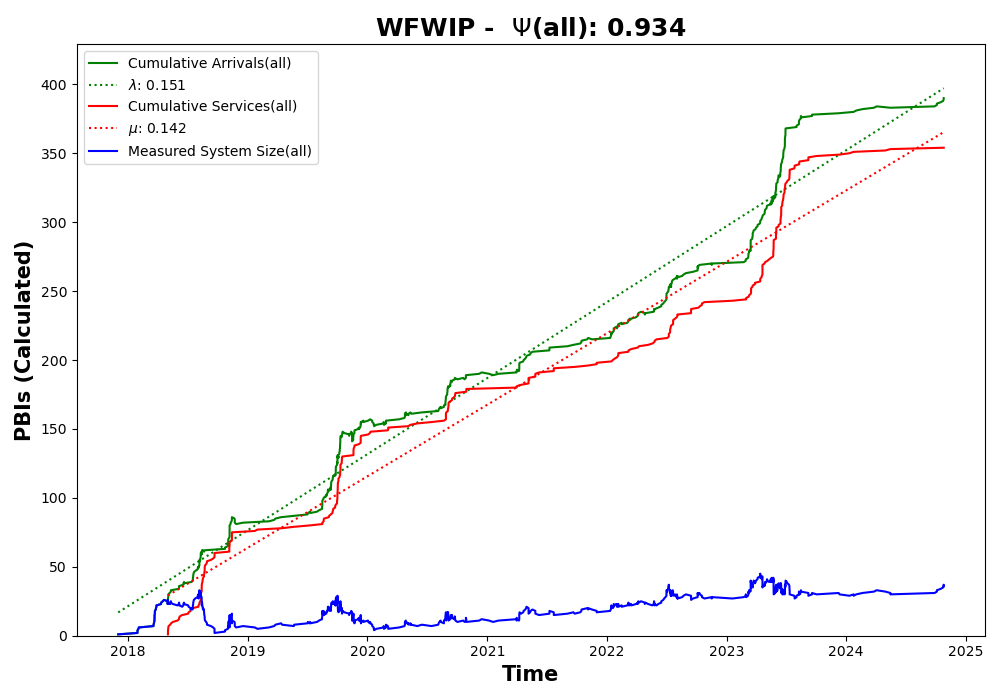 WFWIP - Ψ(all): 0.934
Cumulative Arrivals(all)
λ: 0.151
Cumulative Services(all)
μ: 0.142
Measured System Size(all)
PBIs (Calculated)
400
350
300
250
200
150
100
50
0
2018 2019 2020 2021 2022 2023 2024 2025
Time